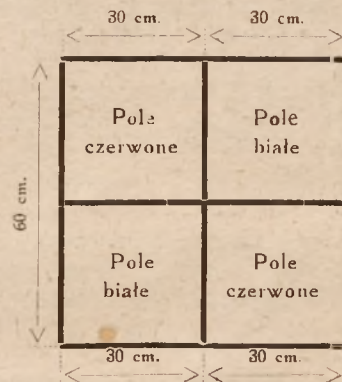 30 cm. 30 cm.
60 cm.
Pole
czerwone
Pole
białe
Pole
białe
Pole
czerwone
30 cm. 30 cm.